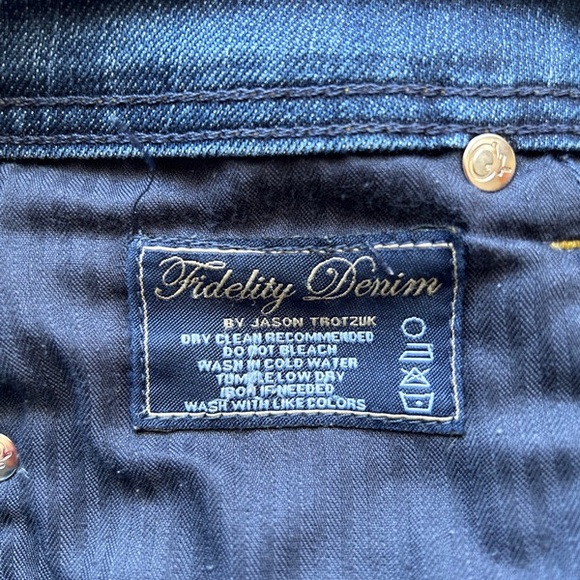 Fidelity Denim
BY JASON TROTZUK
DRY CLEAN RECOMMENDED
DO NOT BLEACH
WASH IN COLD WATER
TUMBLE LOW DRY
IRON IF NEEDED
WASH WITH LIKE COLORS